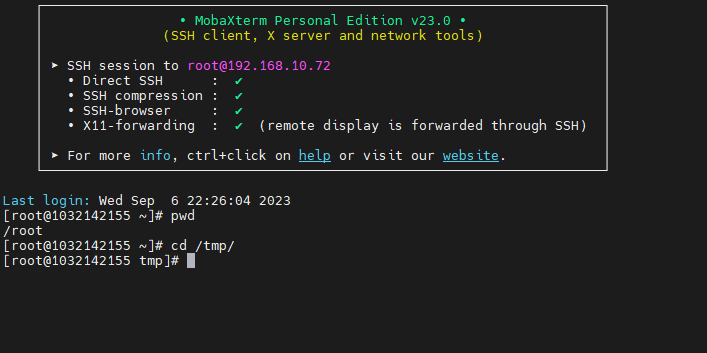 • MobaXterm Personal Edition v23.0 •
(SSH client, X server and network tools)
➤ SSH session to root@192.168.10.72
• Direct SSH : ✔
• SSH compression : ✔
• SSH-browser : ✔
• X11-forwarding : ✔ (remote display is forwarded through SSH)
➤ For more info, ctrl+click on help or visit our website.
Last login: Wed Sep  6 22:26:04 2023
[root@1032142155 ~]# pwd
/root
[root@1032142155 ~]# cd /tmp/
[root@1032142155 tmp]#